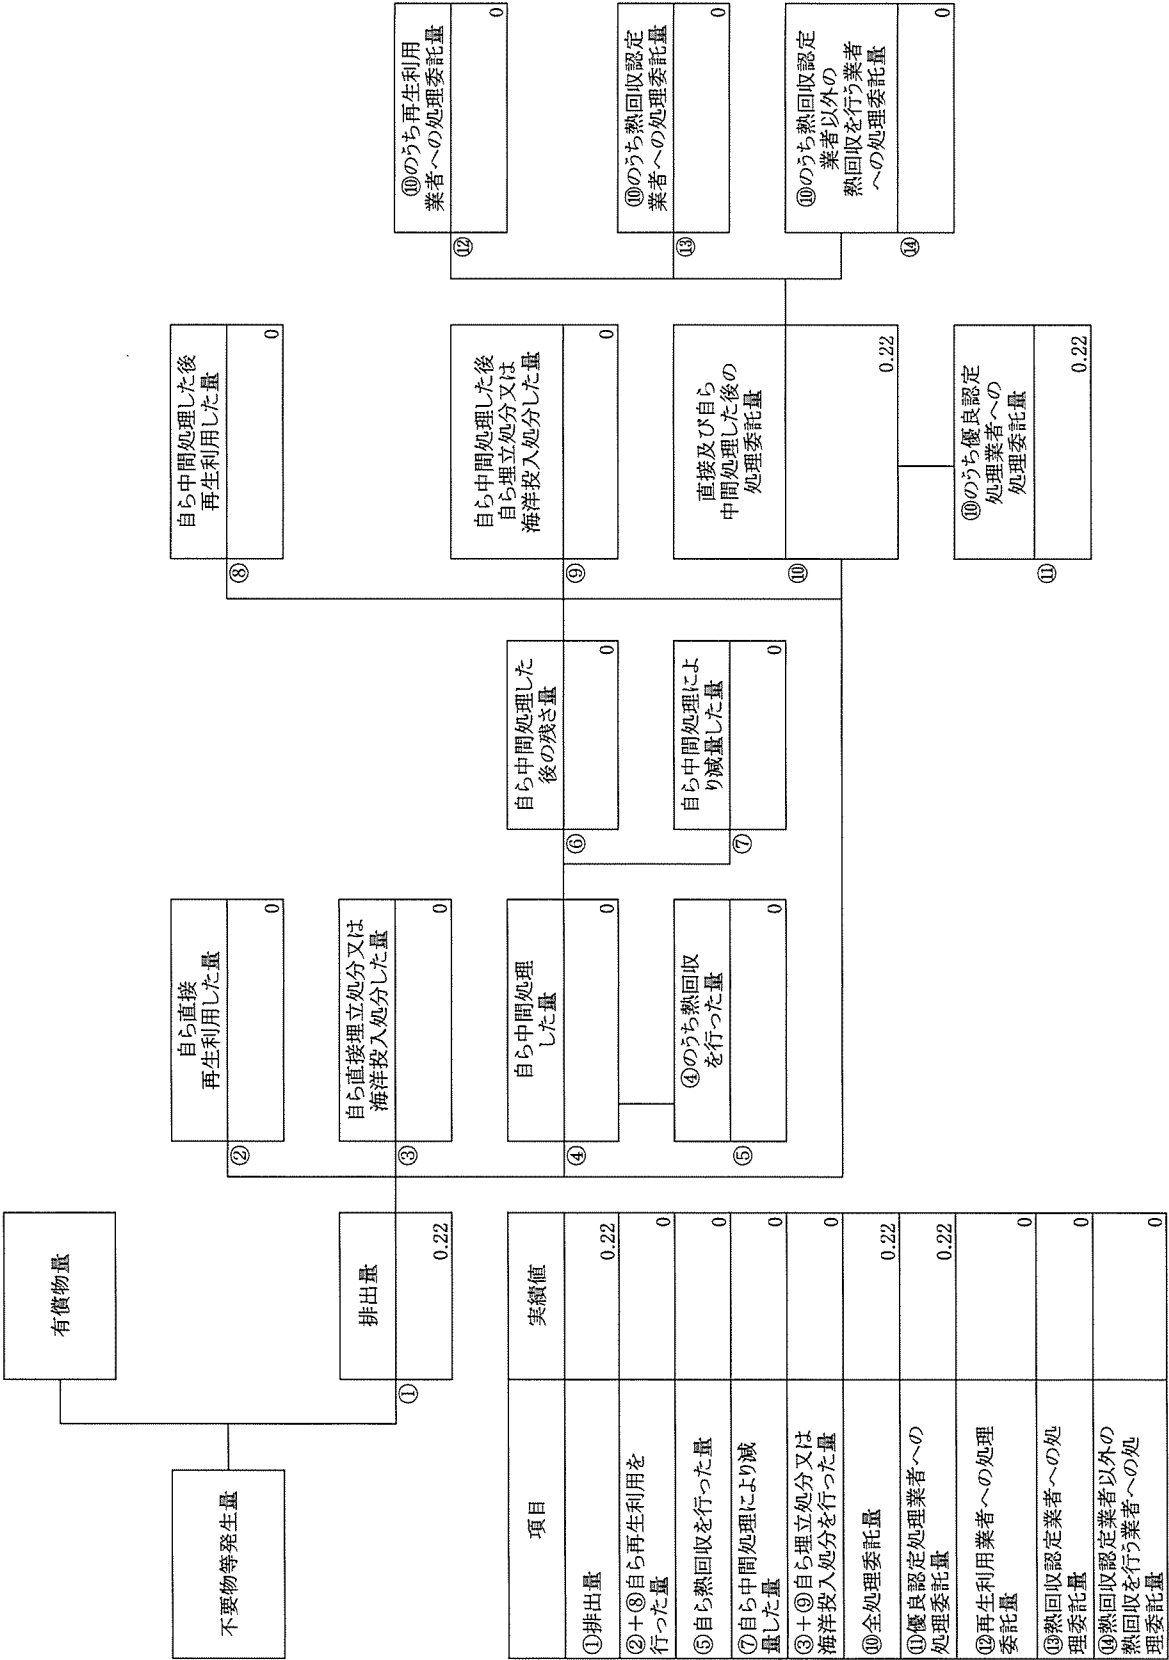 不要物等発生量
有償物量
①
排出量
0.22
②
自ら直接
再生利用した量
0
③
自ら直接埋立処分又は
海洋投入処分した量
0
④
自ら中間処理
した量
0
⑤
④のうち熱回収
を行った量
0
⑥
自ら中間処理した
後の残さ量
0
⑦
自ら中間処理によ
り減量した量
0
⑧
自ら中間処理した後
再生利用した量
0
⑨
自ら中間処理した後
自ら埋立処分又は
海洋投入処分した量
0
⑩
直接及び自ら
中間処理した後の
処理委託量
0.22
⑪
⑩のうち優良認定
処理業者への
処理委託量
0.22
⑫
⑩のうち再生利用
業者への処理委託量
0
⑬
⑩のうち熱回収認定
業者への処理委託量
0
⑭
⑩のうち熱回収認定
業者以外の
熱回収を行う業者
への処理委託量
0
項目 実績値
①排出量 0.22
②+⑧自ら再生利用を
行った量 0
⑤自ら熱回収を行った量 0
⑦自ら中間処理により減
量した量 0
③+⑨自ら埋立処分又は
海洋投入処分を行った量 0
⑩全処理委託量 0.22
⑪優良認定処理業者への
処理委託量 0.22
⑫再生利用業者への処理
委託量 0
⑬熱回収認定業者への処
理委託量 0
⑭熱回収認定業者以外の
熱回収を行う業者への処
理委託量 0